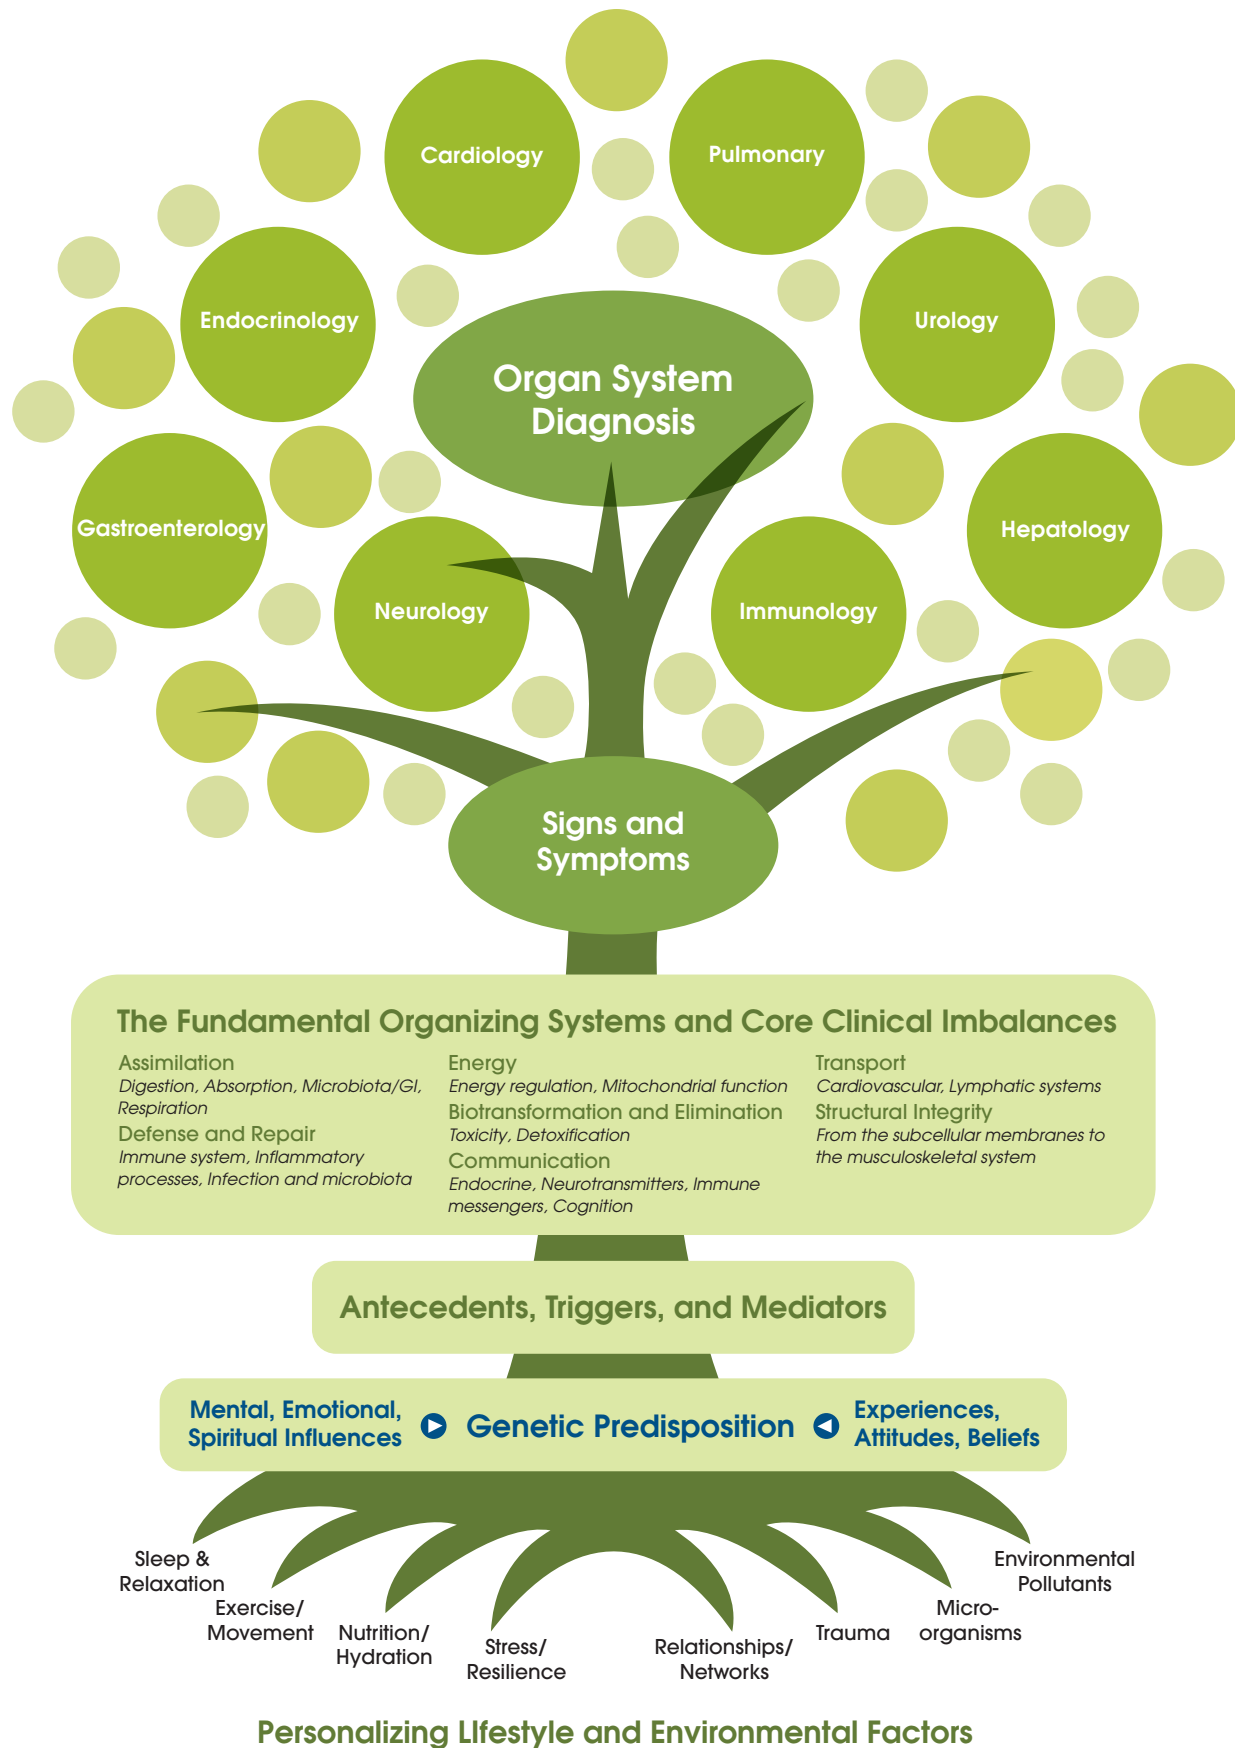 Cardiology
Pulmonary
Endocrinology
Urology
Organ System
Diagnosis
Gastroenterology
Hepatology
Neurology
Immunology
Signs and
Symptoms
The Fundamental Organizing Systems and Core Clinical Imbalances
Assimilation
Digestion, Absorption, Microbiota/GI,
Respiration
Defense and Repair
Immune system, Inflammatory
processes, Infection and microbiota
Energy
Energy regulation, Mitochondrial function
Biotransformation and Elimination
Toxicity, Detoxification
Communication
Endocrine, Neurotransmitters, Immune
messengers, Cognition
Transport
Cardiovascular, Lymphatic systems
Structural Integrity
From the subcellular membranes to
the musculoskeletal system
Antecedents, Triggers, and Mediators
Mental, Emotional,
Spiritual Influences
Genetic Predisposition
Experiences,
Attitudes, Beliefs
Sleep &
Relaxation
Exercise/
Movement
Nutrition/
Hydration
Stress/
Resilience
Relationships/
Networks
Trauma
Micro-
organisms
Environmental
Pollutants
Personalizing LIfestyle and Environmental Factors